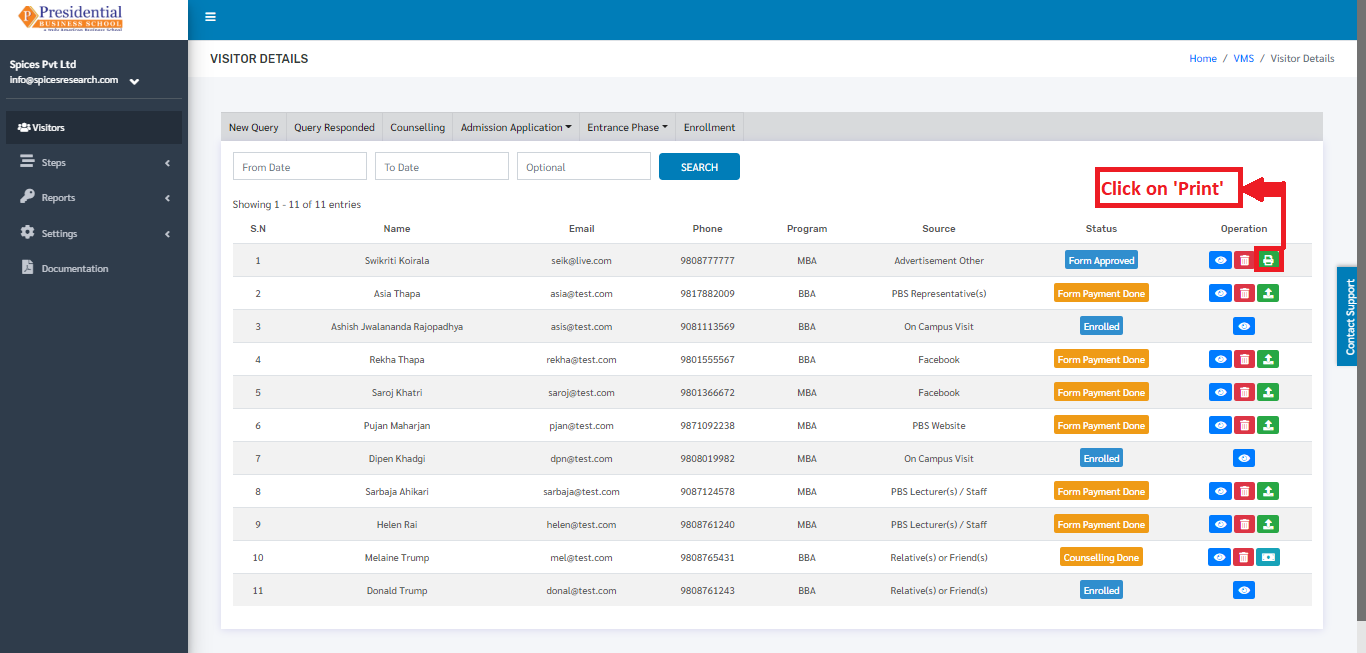 Presidential
BUSINESS SCHOOL
VISITOR DETAILS
Home / VMS / Visitor Details
Spices Pvt Ltd
info@spicesresearch.com
Visitors
Steps
Reports
Settings
Documentation
New Query Query Responded Counselling Admission Application Entrance Phase Enrollment
From Date To Date Optional SEARCH
Click on 'Print'
Showing 1 - 11 of 11 entries
S.N Name Email Phone Program Source Status Operation
1 Swikriti Koirala seik@live.com 9808777777 MBA Advertisement Other Form Approved
2 Asia Thapa asia@test.com 9817882009 BBA PBS Representative(s) Form Payment Done
3 Ashish Jwalananda Rajopadhya asis@test.com 9081113569 BBA On Campus Visit Enrolled
4 Rekha Thapa rekha@test.com 9801555567 BBA Facebook Form Payment Done
5 Saroj Khatri saroj@test.com 9801366672 MBA Facebook Form Payment Done
6 Pujan Maharjan pjan@test.com 9871092238 MBA PBS Website Form Payment Done
7 Dipen Khadgi dpn@test.com 9808019982 MBA On Campus Visit Enrolled
8 Sarbaja Ahikari sarbaja@test.com 9087124578 MBA PBS Lecturer(s) / Staff Form Payment Done
9 Helen Rai helen@test.com 9808761240 MBA PBS Lecturer(s) / Staff Form Payment Done
10 Melaine Trump mel@test.com 9808765431 BBA Relative(s) or Friend(s) Counselling Done
11 Donald Trump donal@test.com 9808761243 BBA Relative(s) or Friend(s) Enrolled
Contact Support